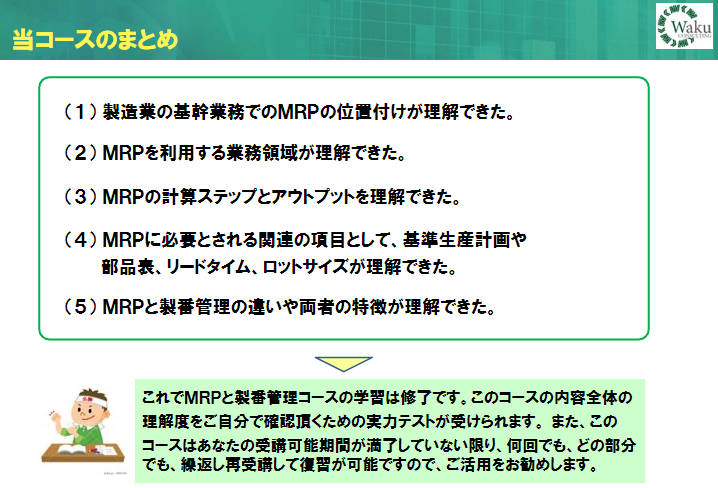 当コースのまとめ
Waku
CONSULTING
（１）製造業の基幹業務でのMRPの位置付けが理解できた。
（２）MRPを利用する業務領域が理解できた。
（３）MRPの計算ステップとアウトプットを理解できた。
（４）MRPに必要とされる関連の項目として、基準生産計画や
部品表、リードタイム、ロットサイズが理解できた。
（５）MRPと製番管理の違いや両者の特徴が理解できた。
これでMRPと製番管理コースの学習は修了です。このコースの内容全体の
理解度をご自分で確認頂くための実力テストが受けられます。また、この
コースはあなたの受講可能期間が満了していない限り、何回でも、どの部分
でも、繰返し再受講して復習が可能ですので、ご活用をお勧めします。